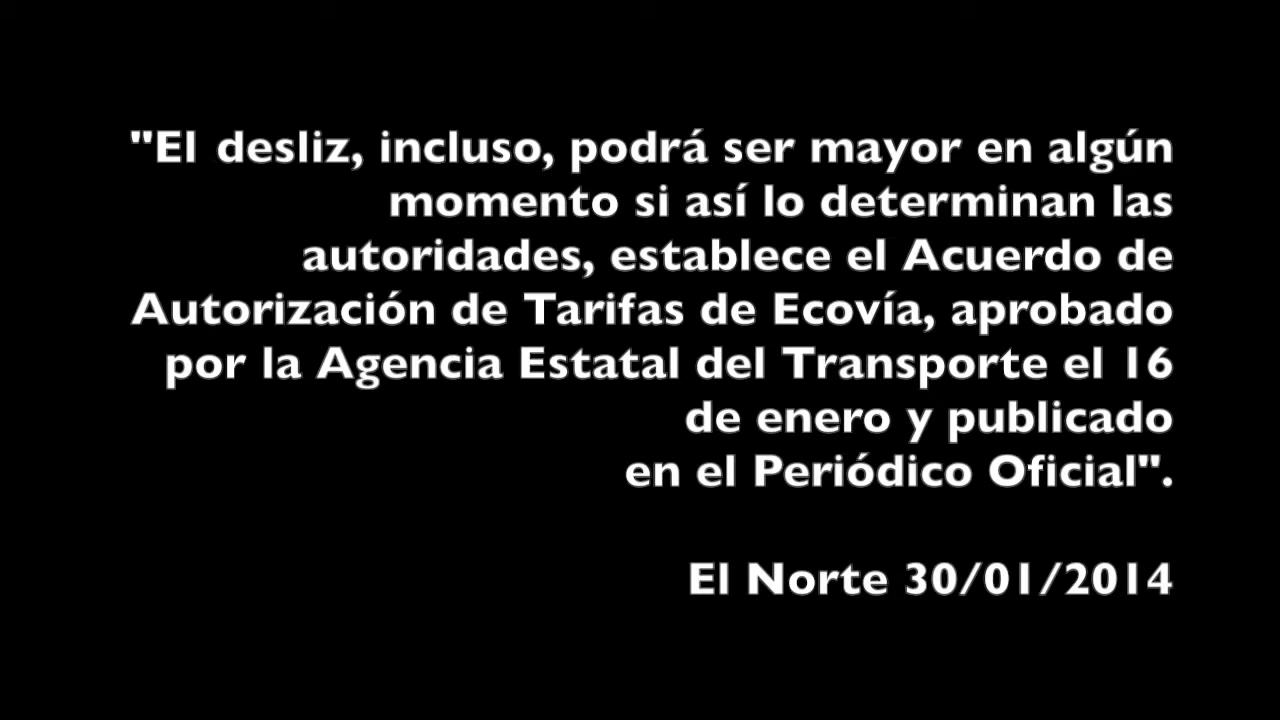 "El desliz, incluso, podrá ser mayor en algún
momento si así lo determinan las
autoridades, establece el Acuerdo de
Autorización de Tarifas de Ecovía, aprobado
por la Agencia Estatal del Transporte el 16
de enero y publicado
en el Periódico Oficial".
El Norte 30/01/2014